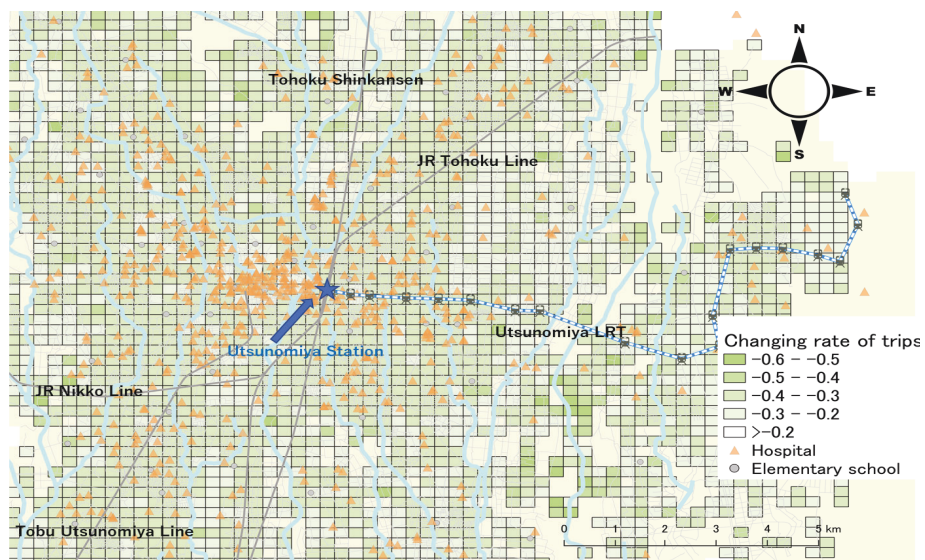 N
Tohoku Shinkansen
W
E
S
JR Tohoku Line
Utsunomiya LRT
Utsunomiya Station
JR Nikko Line
Tobu Utsunomiya Line
Changing rate of trips
-0.6 - -0.5
-0.5 - -0.4
-0.4 - -0.3
-0.3 - -0.2
>-0.2
Hospital
Elementary school
0 1 2 3 4 5 km